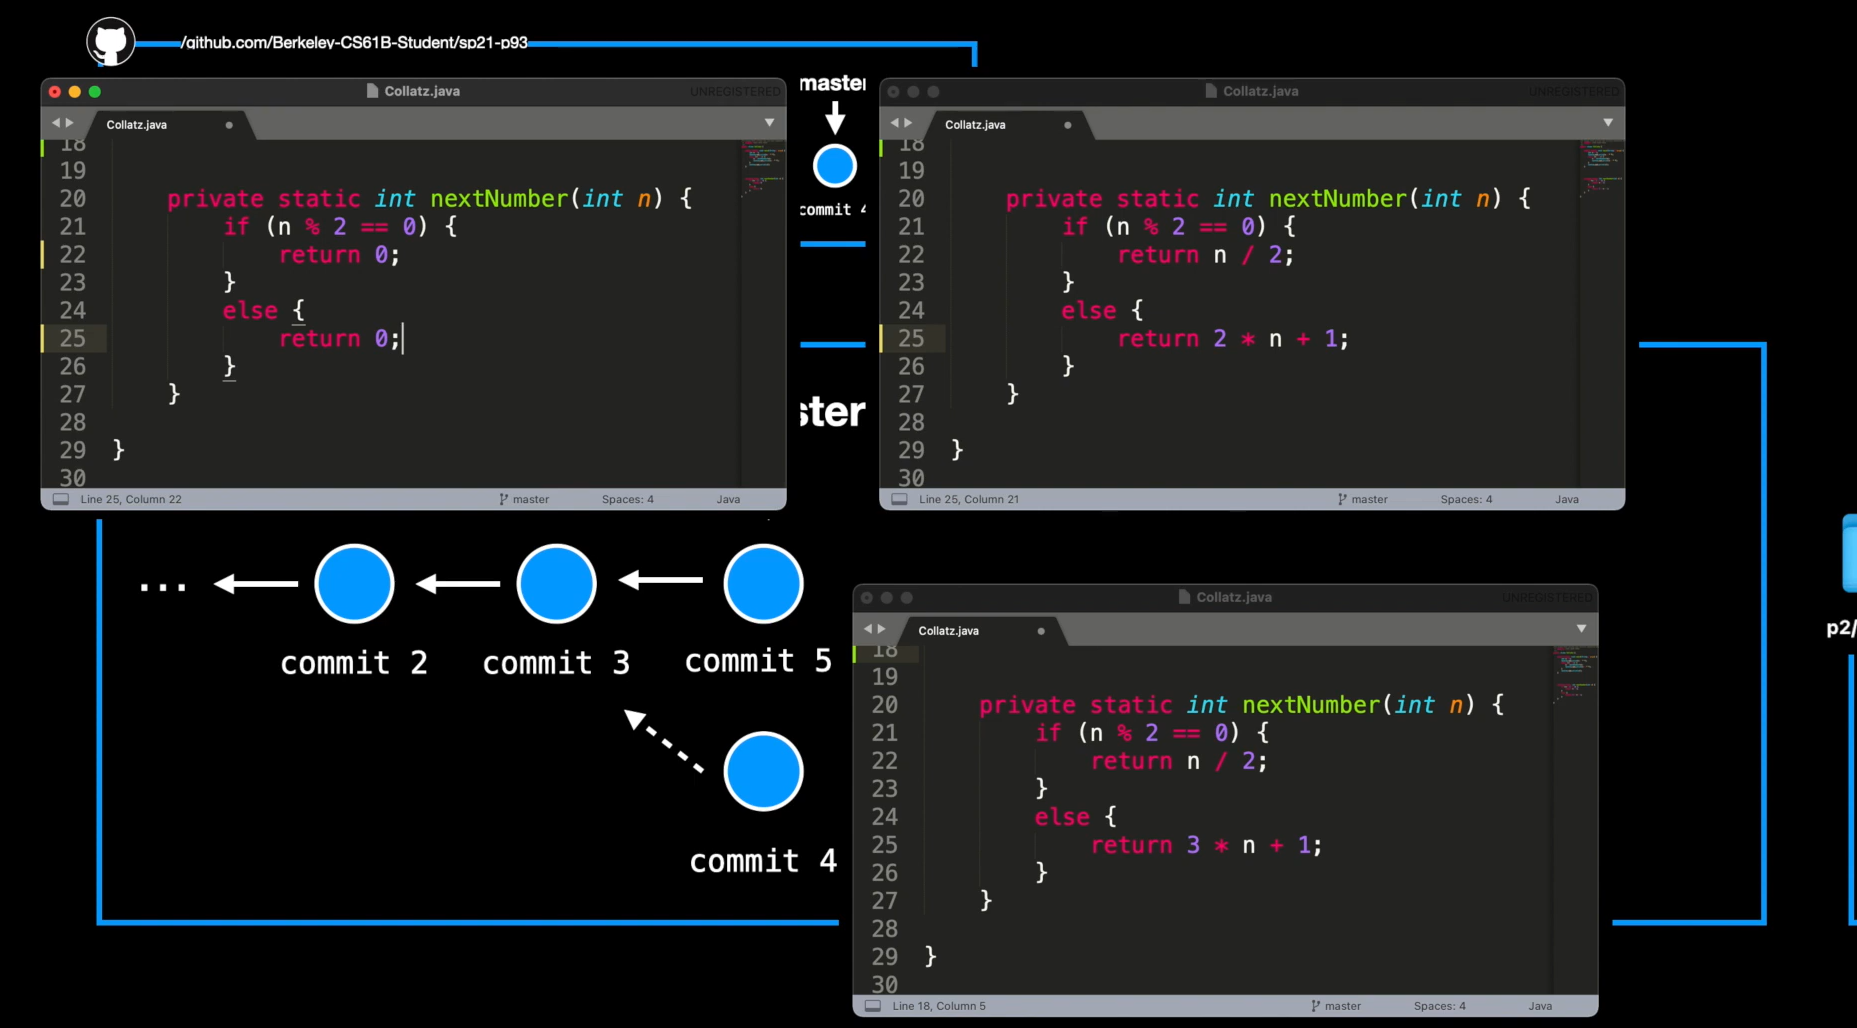 /github.com/Berkeley-CS61B-Student/sp21-p93
Collatz.java
UNREGISTERED
Collatz.java
18
19
20 private static int nextNumber(int n) {
21 if (n % 2 == 0) {
22 return 0;
23 }
24 else {
25 return 0;
26 }
27 }
28
29 }
30
Line 25, Column 22 master Spaces: 4 Java
master
commit 4
ster
Collatz.java
UNREGISTERED
Collatz.java
18
19
20 private static int nextNumber(int n) {
21 if (n % 2 == 0) {
22 return n / 2;
23 }
24 else {
25 return 2 * n + 1;
26 }
27 }
28
29 }
30
Line 25, Column 21 master Spaces: 4 Java
...
commit 2 commit 3 commit 5
commit 4
Collatz.java
UNREGISTERED
Collatz.java
18
19
20 private static int nextNumber(int n) {
21 if (n % 2 == 0) {
22 return n / 2;
23 }
24 else {
25 return 3 * n + 1;
26 }
27 }
28
29 }
30
Line 18, Column 5 master Spaces: 4 Java
p2/